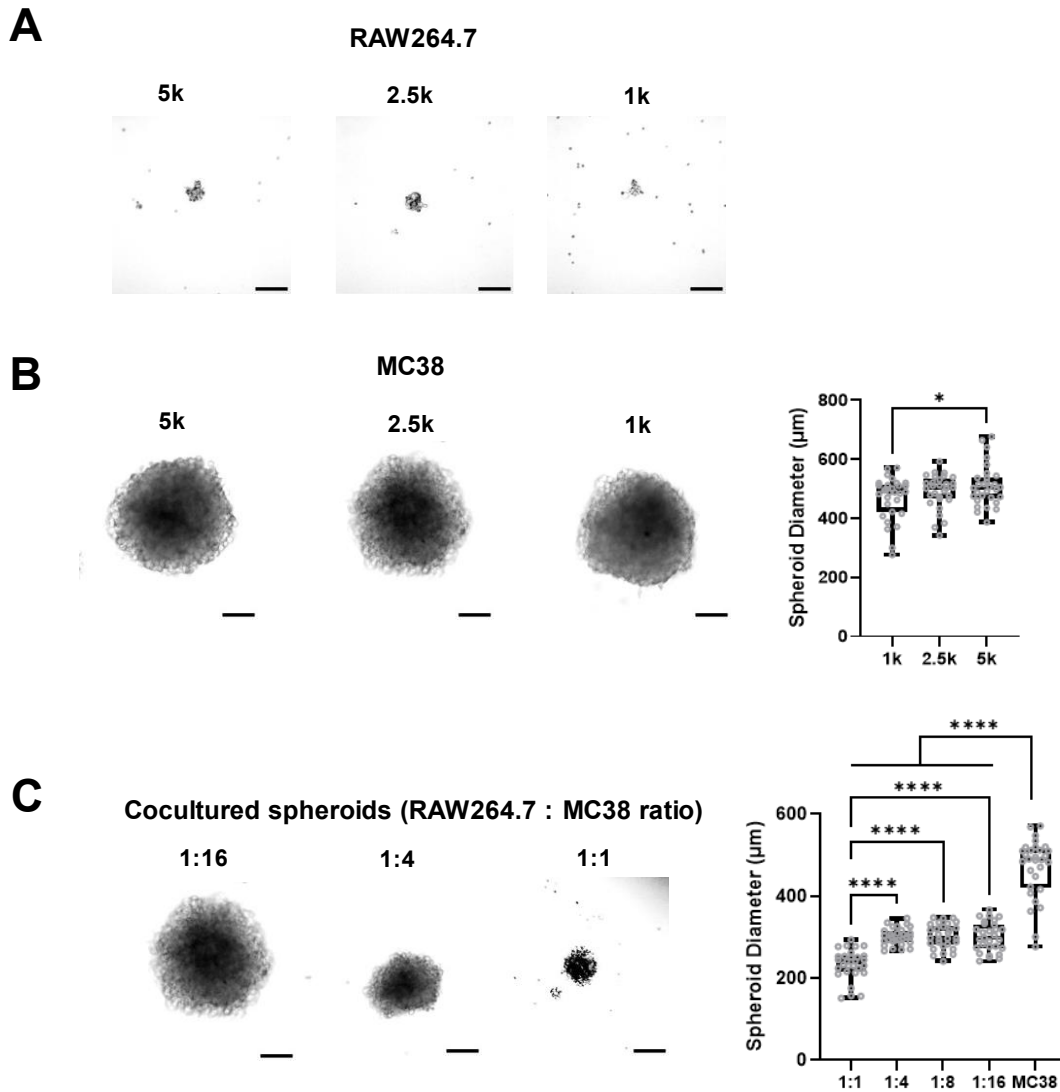 A
RAW264.7
5k
2.5k
1k
B
MC38
5k
2.5k
1k
Spheroid Diameter (µm)
800
600
400
200
0
*
1k
2.5k
5k
C
Cocultured spheroids (RAW264.7 : MC38 ratio)
1:16
1:4
1:1
Spheroid Diameter (µm)
600
400
200
0
****
****
****
****
1:1
1:4
1:8
1:16
MC38